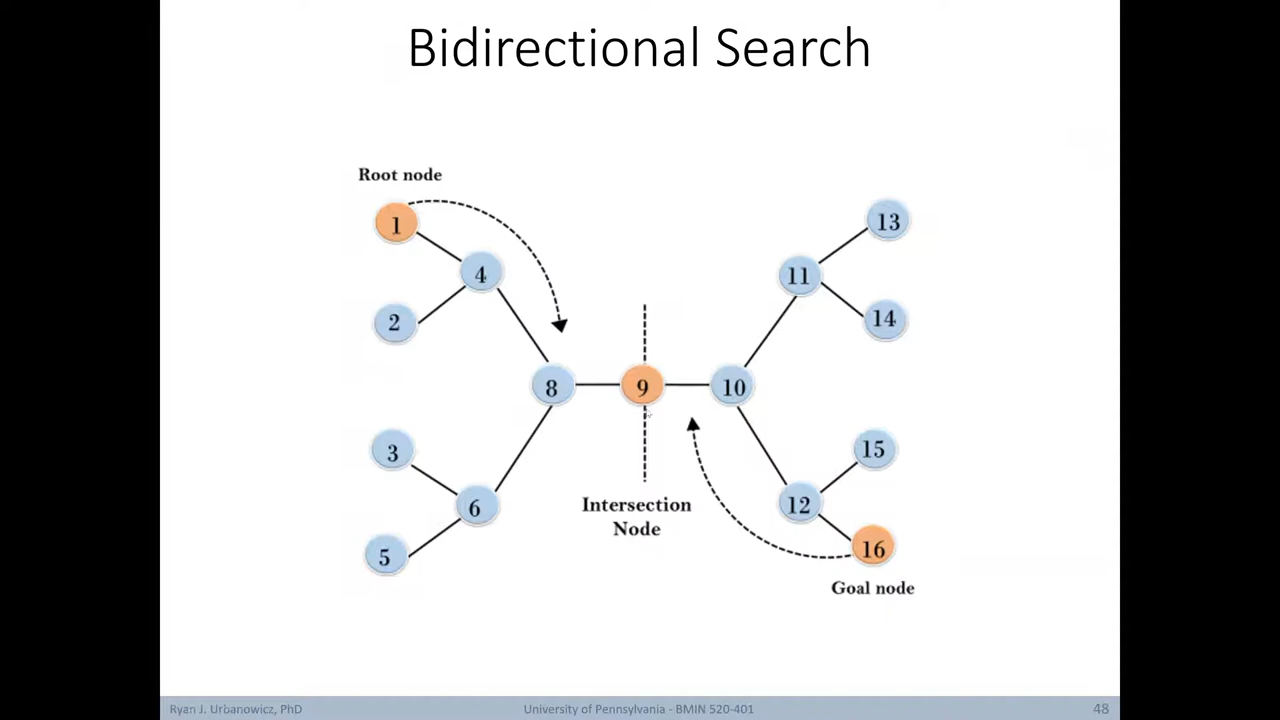 Bidirectional Search
Root node
1
13
4
11
2
14
8
9
10
3
15
6
12
Intersection
Node
5
16
Goal node
Ryan J. Urbanowicz, PhD
University of Pennsylvania - BMIN 520-401
48